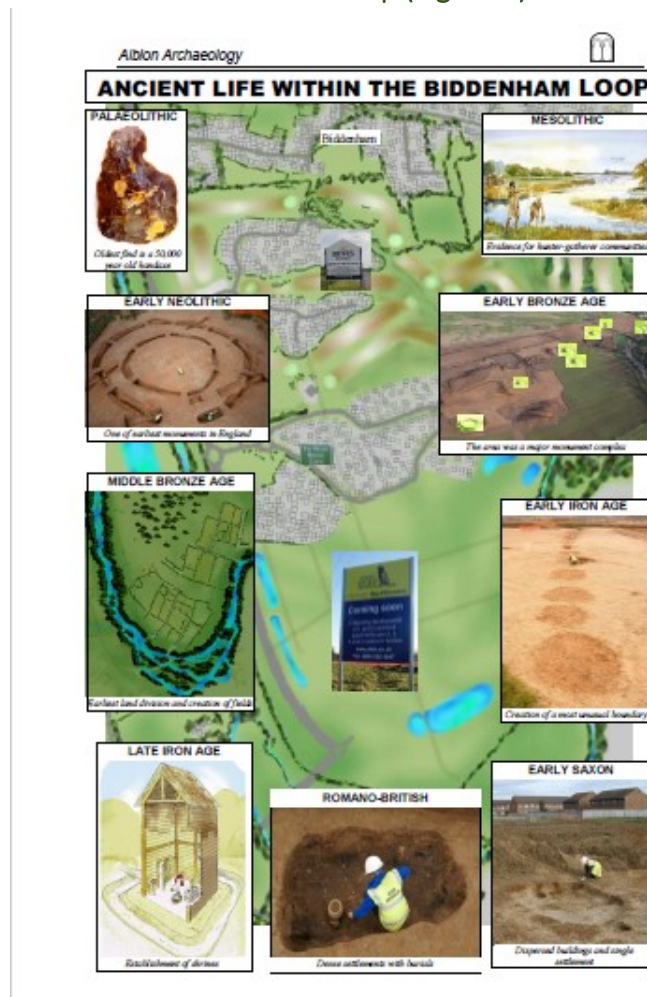 Albion Archaeology
ANCIENT LIFE WITHIN THE BIDDENHAM LOOP
PALAEOLITHIC
Oldest find is a 50,000
year old handaxe
Biddenham
MESOLITHIC
Evidence for hunter-gatherer communities
EARLY NEOLITHIC
One of earliest monuments in England
EARLY BRONZE AGE
The area was a major monument complex
MIDDLE BRONZE AGE
Earliest land division and creation of fields
Coming soon
EARLY IRON AGE
Creation of a most unusual boundary
LATE IRON AGE
Establishment of shrines
ROMANO-BRITISH
Dense settlements with burials
EARLY SAXON
Dispersed buildings and single
settlement